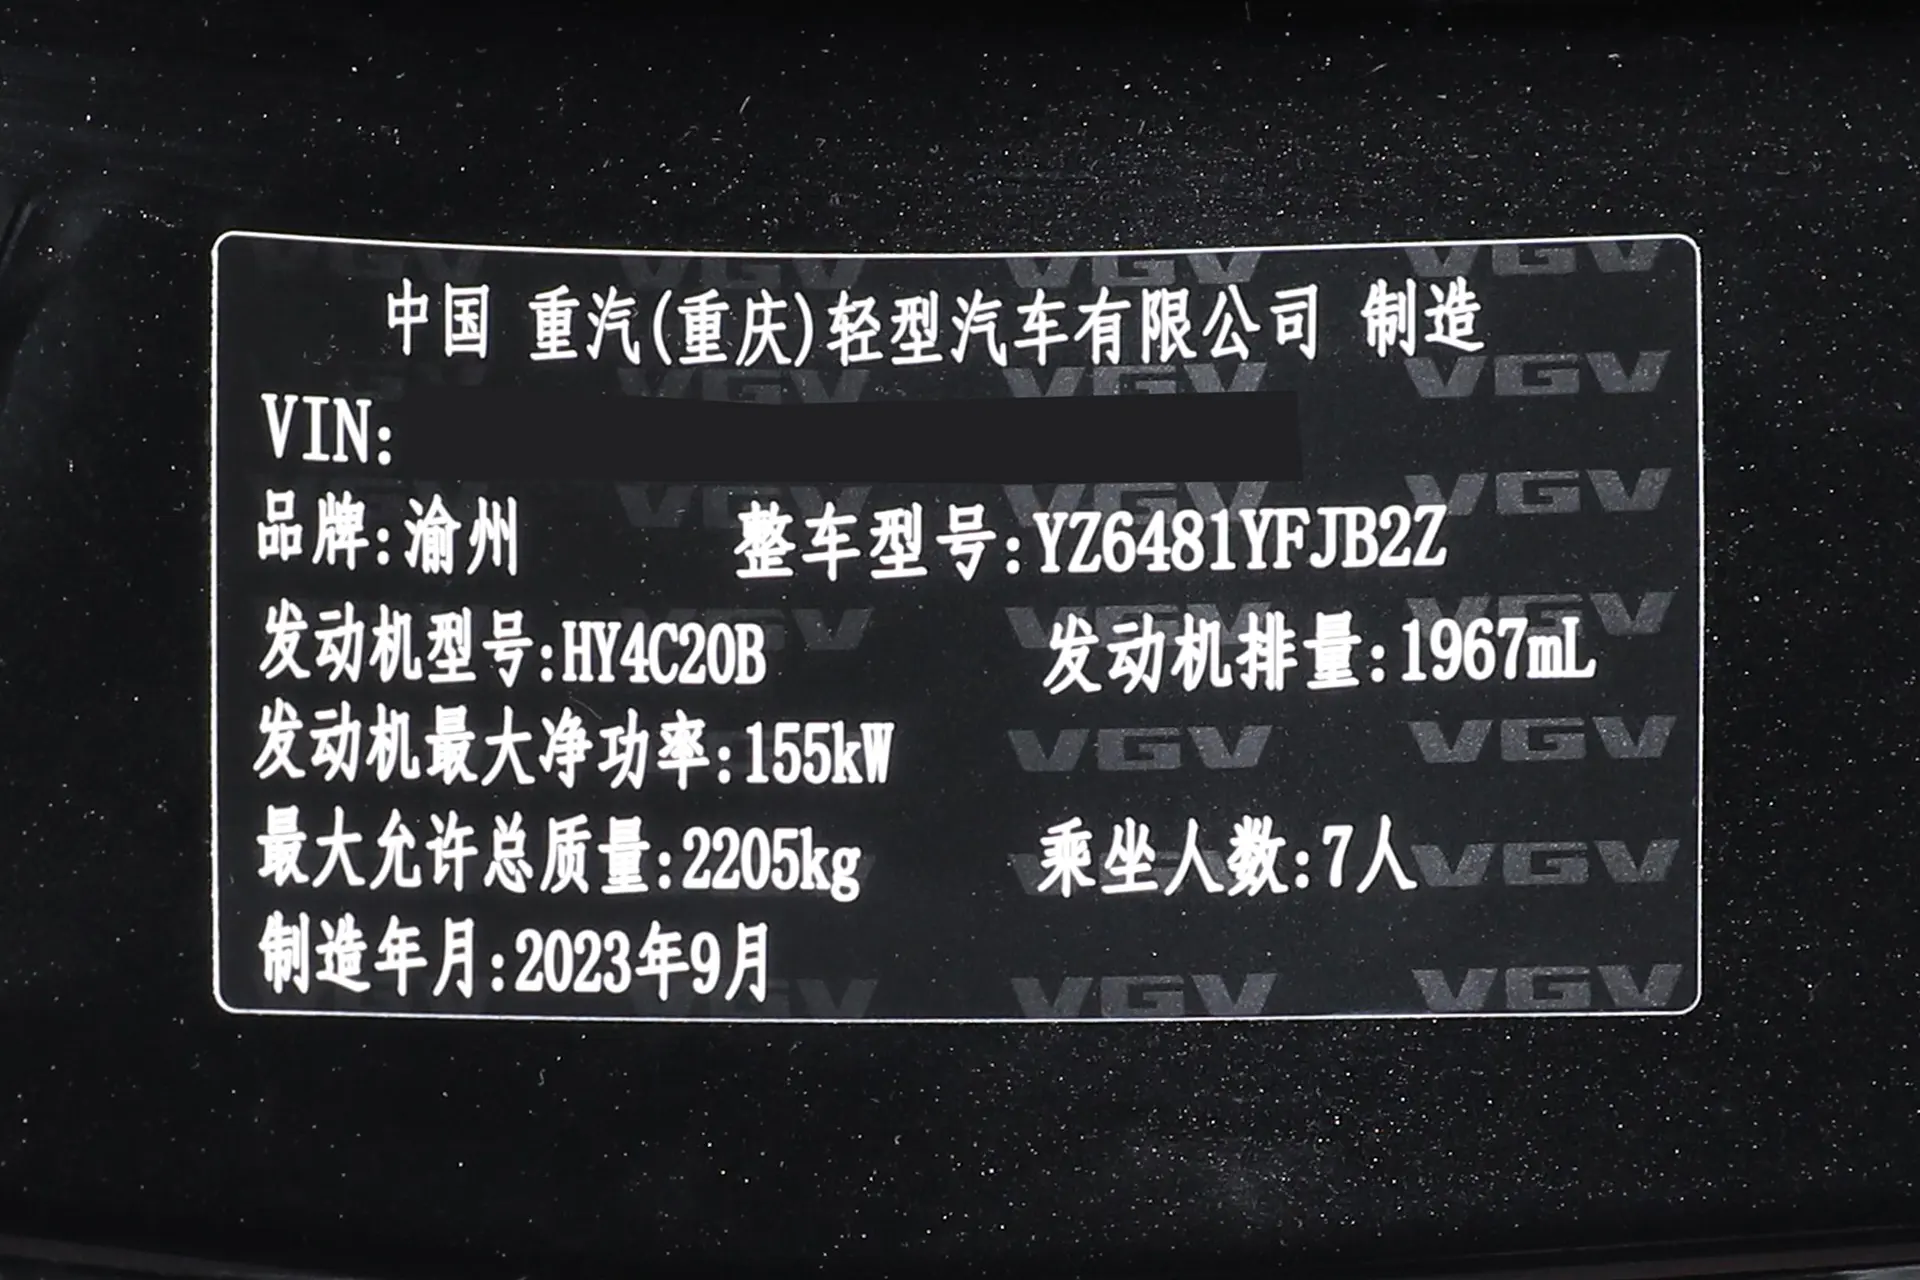 中国 重汽(重庆)轻型汽车有限公司 制造
VIN:
品牌:渝州 整车型号:YZ6481YFJB2Z
发动机型号:HY4C20B 发动机排量:1967mL
发动机最大净功率:155kW
最大允许总质量:2205kg 乘坐人数:7人
制造年月:2023年9月
VGV